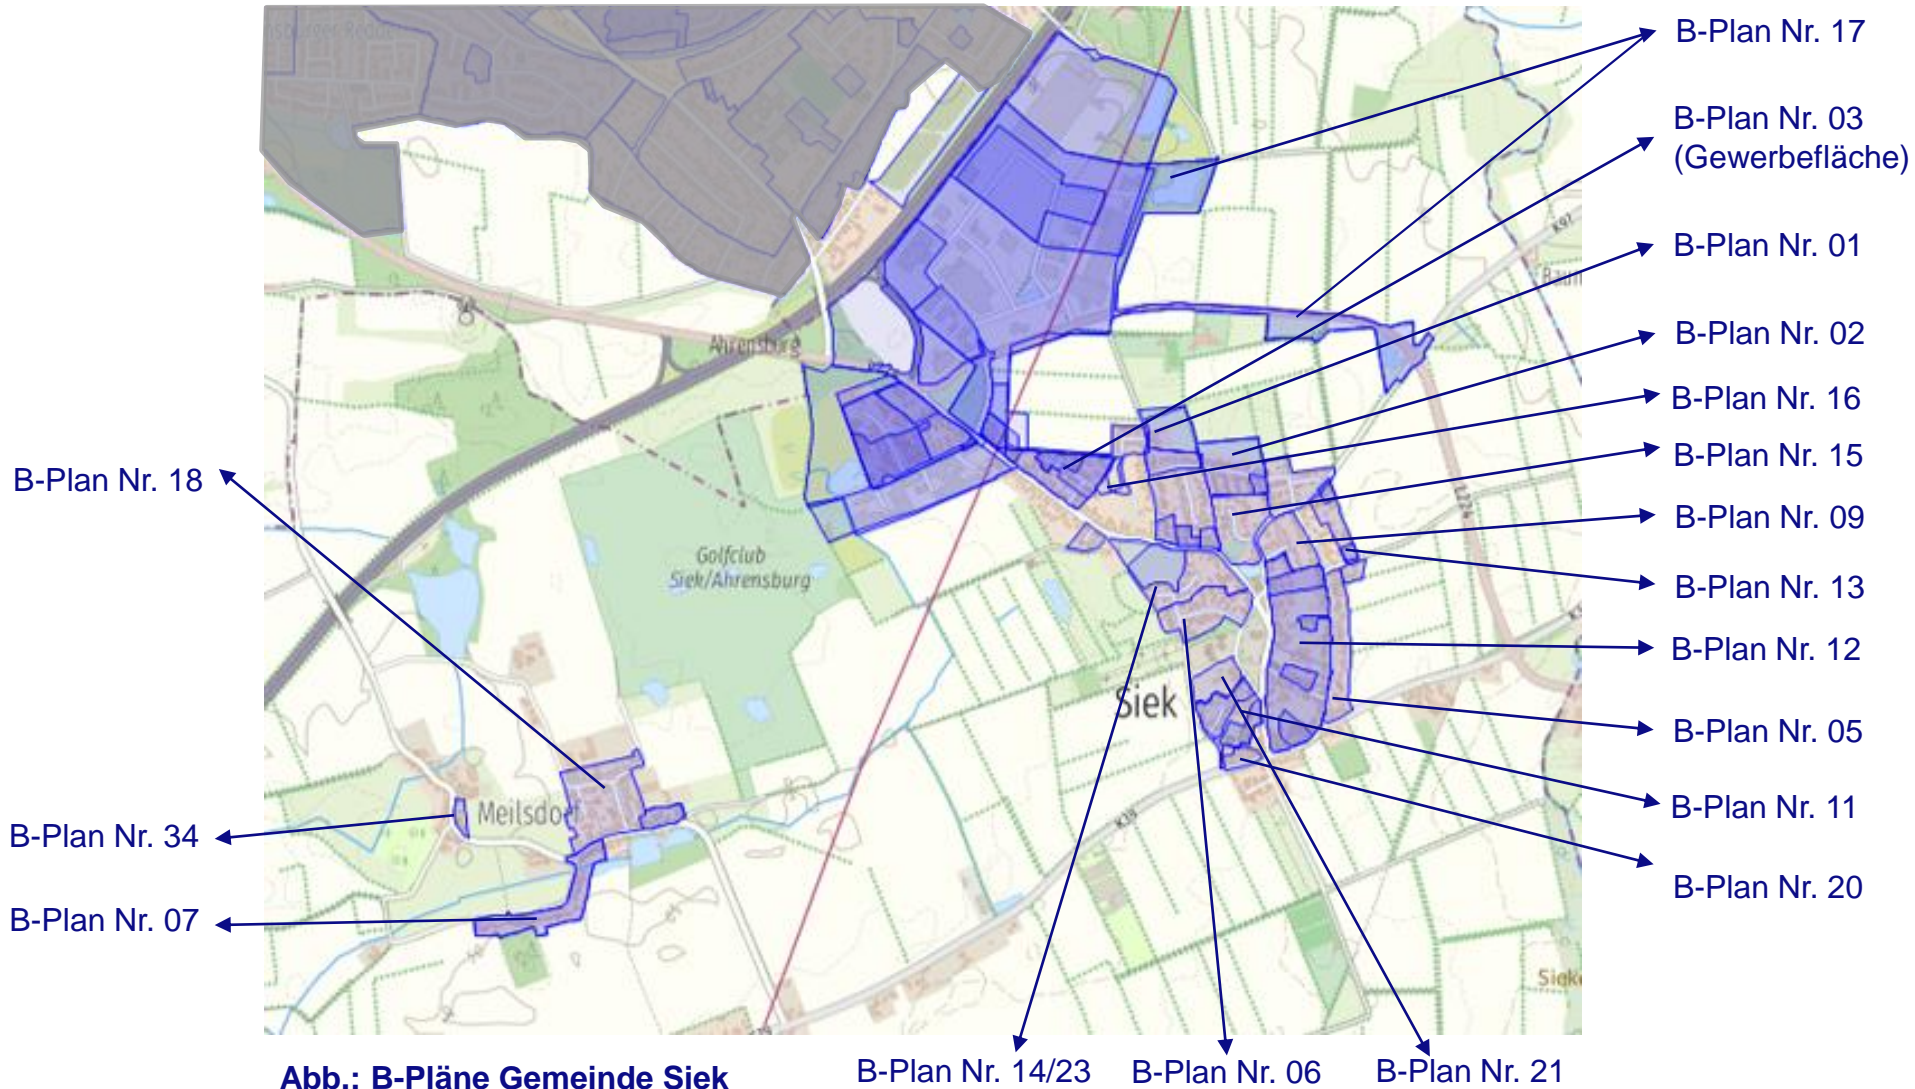 B-Plan Nr. 17
B-Plan Nr. 03
(Gewerbefläche)
B-Plan Nr. 01
B-Plan Nr. 02
B-Plan Nr. 16
B-Plan Nr. 15
B-Plan Nr. 09
B-Plan Nr. 13
B-Plan Nr. 12
B-Plan Nr. 05
B-Plan Nr. 11
B-Plan Nr. 20
B-Plan Nr. 18
B-Plan Nr. 34
B-Plan Nr. 07
Ahrensburg
K97
L224
Golfclub
Siek/Ahrensburg
Siek
Meilsdorf
K39
B-Plan Nr. 14/23
B-Plan Nr. 06
B-Plan Nr. 21
Abb.: B-Pläne Gemeinde Siek